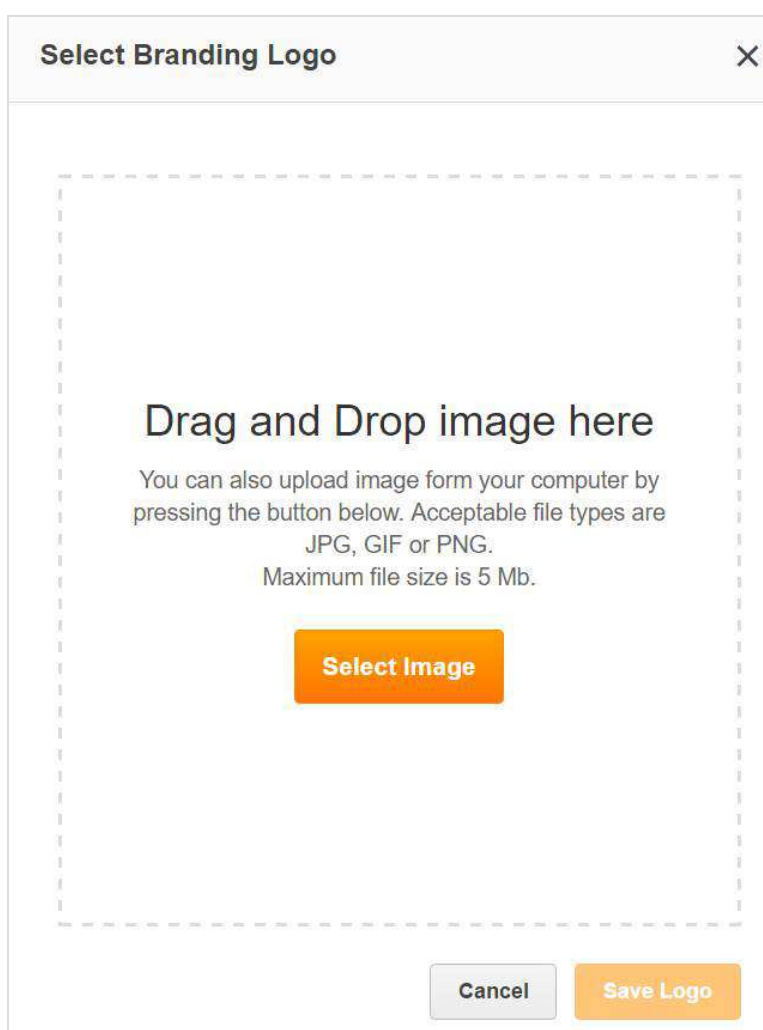 Select Branding Logo
Drag and Drop image here
You can also upload image form your computer by
pressing the button below. Acceptable file types are
JPG, GIF or PNG.
Maximum file size is 5 Mb.
Select Image
Cancel
Save Logo